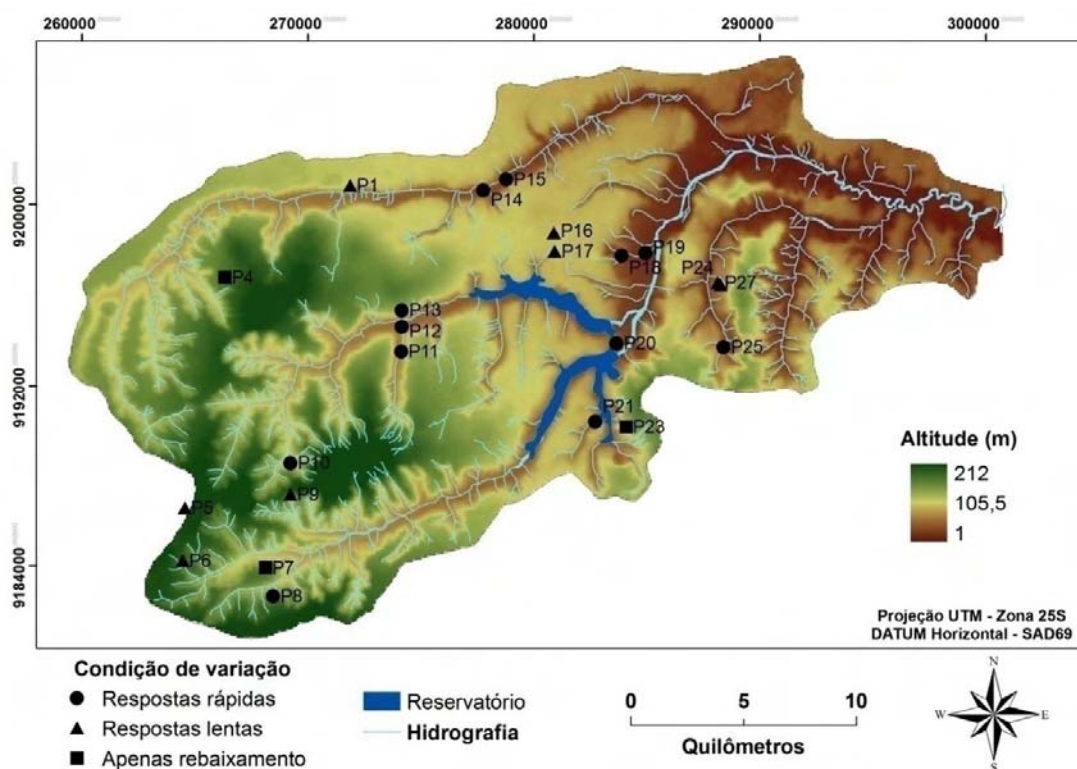 260000 270000 280000 290000 300000
9200000
9192000
9184000
P1
P15
P14
P16
P17
P19
P18
P24
P27
P4
P13
P12
P11
P20
P25
P21
P23
P10
P9
P5
P6
P7
P8
Altitude (m)
212
105,5
1
Projeção UTM - Zona 25S
DATUM Horizontal - SAD69
Condição de variação
Respostas rápidas
Respostas lentas
Apenas rebaixamento
Reservatório
Hidrografia
0 5 10
Quilômetros
N
W E
S